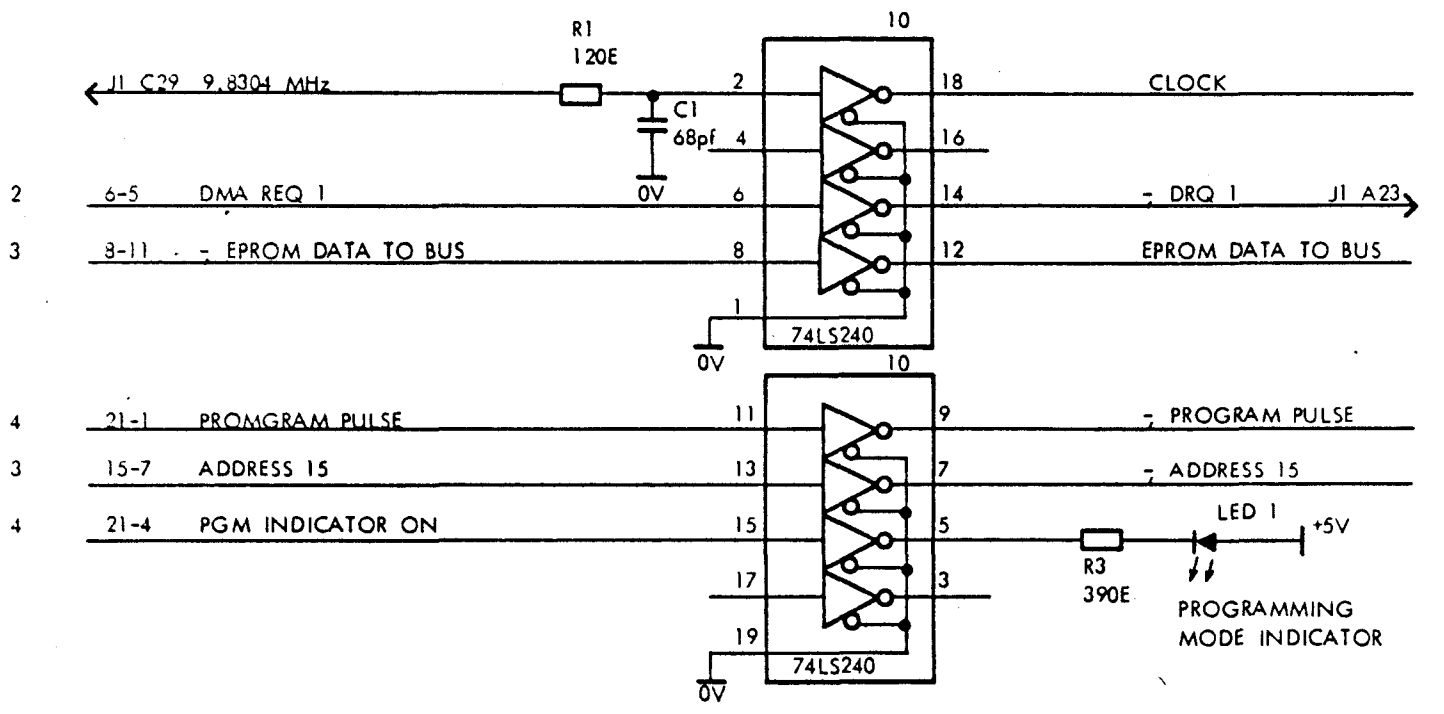 10
R1
120E
J1 C29 9.8304 MHz
2
18
CLOCK
C1
68pf
4
16
0V
2
6-5
DMA REQ 1
6
14
- DRQ 1
J1 A23
3
8-11
- EPROM DATA TO BUS
8
12
EPROM DATA TO BUS
1
74LS240
0V
10
4
21-1
PROMGRAM PULSE
11
9
- PROGRAM PULSE
3
15-7
ADDRESS 15
13
7
- ADDRESS 15
4
21-4
PGM INDICATOR ON
15
5
LED 1
+5V
R3
390E
17
3
PROGRAMMING
MODE INDICATOR
19
74LS240
0V